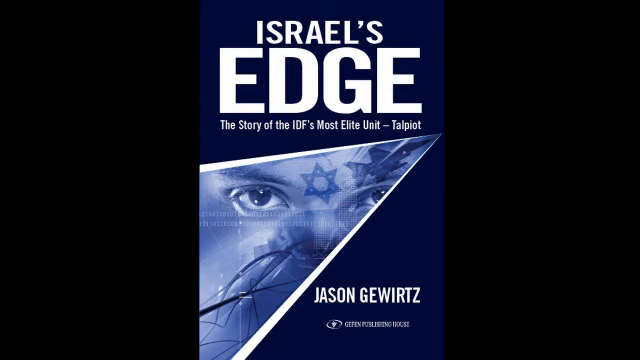 ISRAEL'S
EDGE
The Story of the IDF's Most Elite Unit – Talpiot
JASON GEWIRTZ
GEFEN PUBLISHING HOUSE